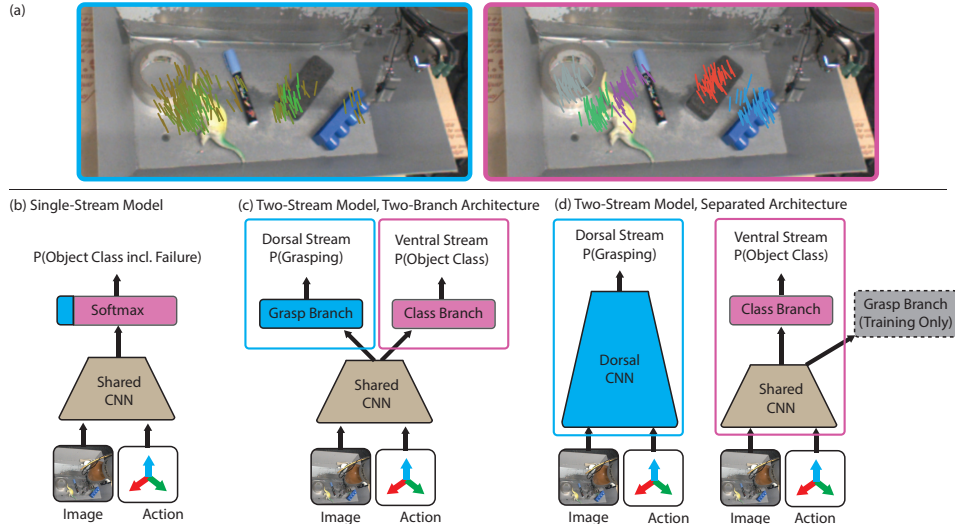 (a)
(b) Single-Stream Model
P(Object Class incl. Failure)
Softmax
Shared
CNN
Image
Action
(c) Two-Stream Model, Two-Branch Architecture
Dorsal Stream
P(Grasping)
Ventral Stream
P(Object Class)
Grasp Branch
Class Branch
Shared
CNN
Image
Action
(d) Two-Stream Model, Separated Architecture
Dorsal Stream
P(Grasping)
Ventral Stream
P(Object Class)
Class Branch
Grasp Branch
(Training Only)
Dorsal
CNN
Shared
CNN
Image
Action
Image
Action